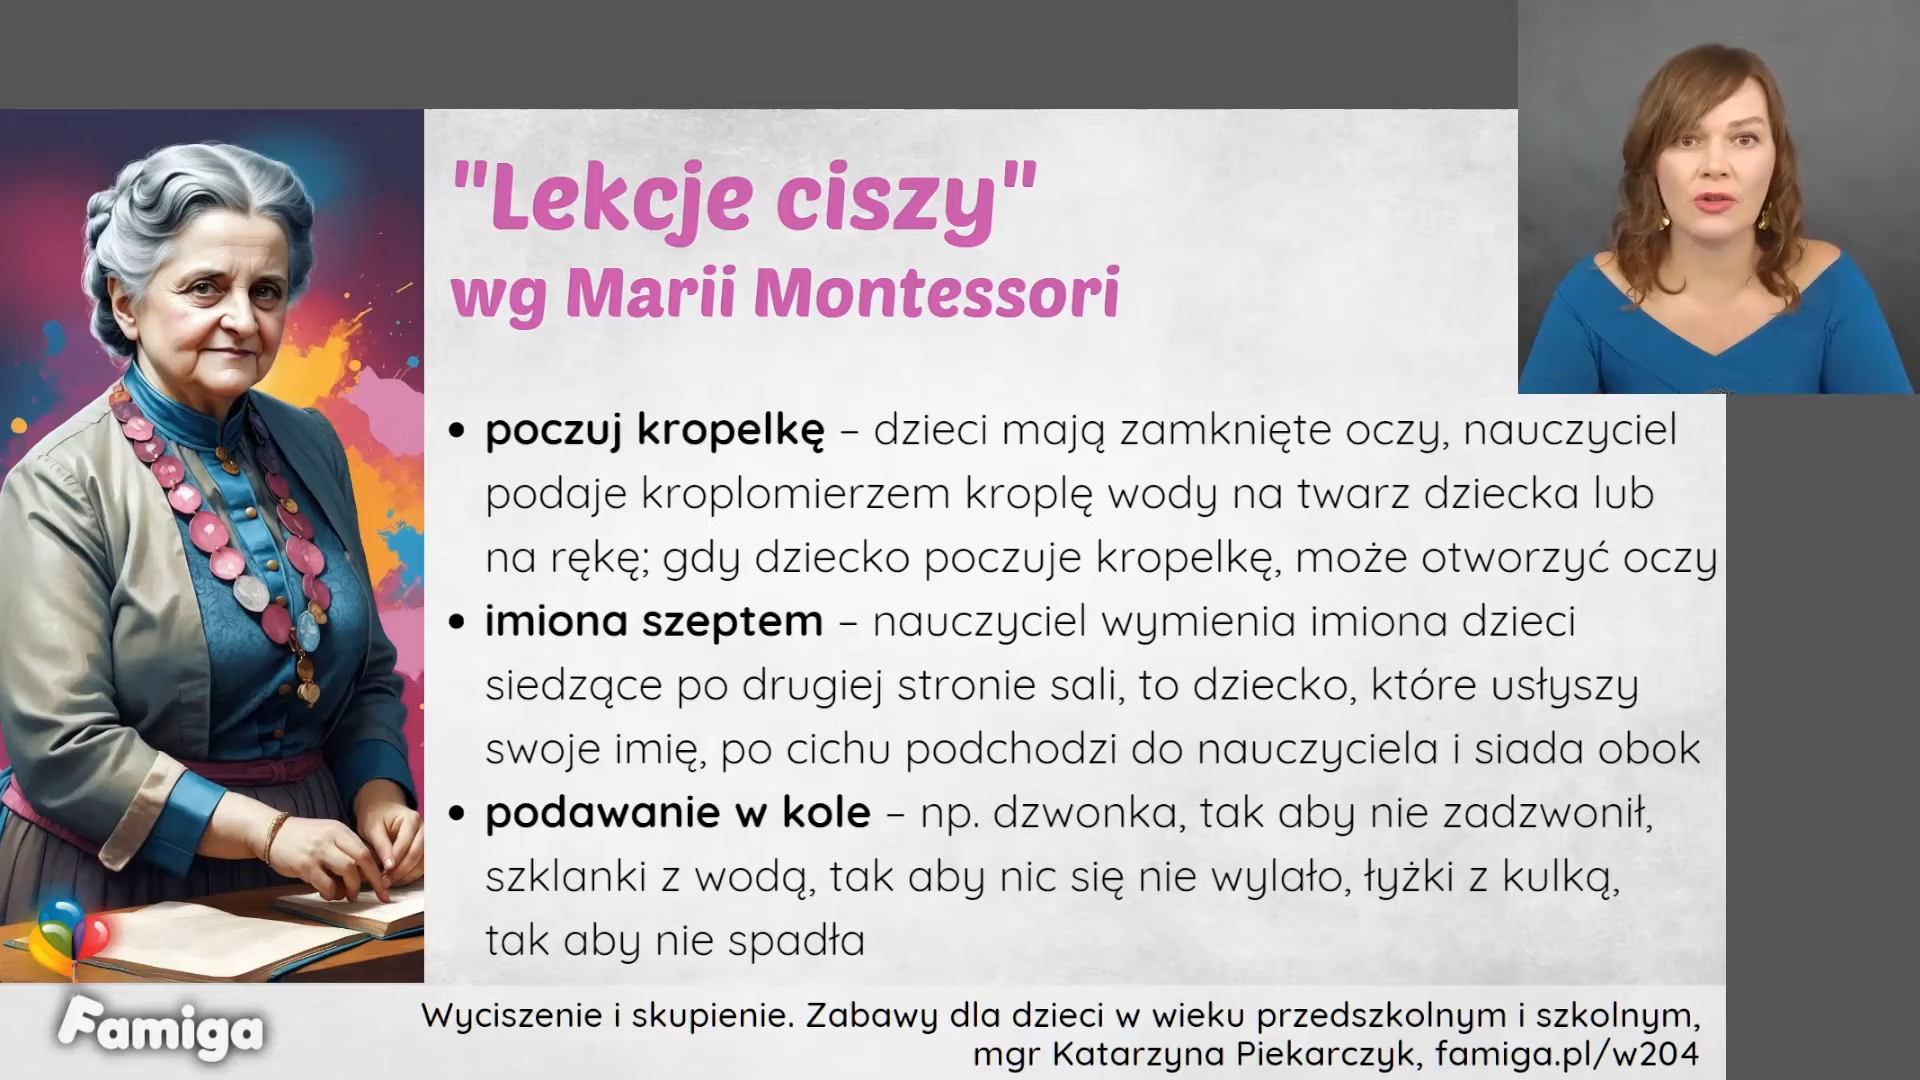 "Lekcje ciszy"
wg Marii Montessori
• poczuj kropelkę – dzieci mają zamknięte oczy, nauczyciel
podaje kroplomierzem kroplę wody na twarz dziecka lub
na rękę; gdy dziecko poczuje kropelkę, może otworzyć oczy
• imiona szeptem – nauczyciel wymienia imiona dzieci
siedzące po drugiej stronie sali, to dziecko, które usłyszy
swoje imię, po cichu podchodzi do nauczyciela i siada obok
• podawanie w kole – np. dzwonka, tak aby nie zadzwonił,
szklanki z wodą, tak aby nic się nie wylało, łyżki z kulką,
tak aby nie spadła
Famiga
Wyciszenie i skupienie. Zabawy dla dzieci w wieku przedszkolnym i szkolnym,
mgr Katarzyna Piekarczyk, famiga.pl/w204